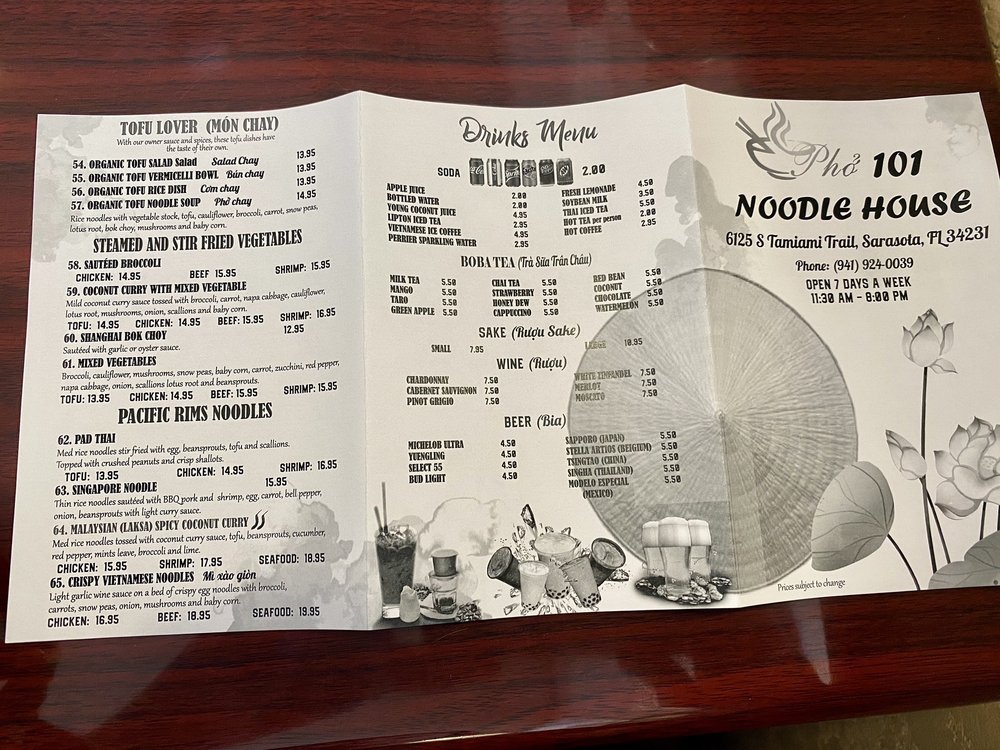 TOFU LOVER (MÓN CHAY)
With our owner sauce and spices, these tofu dishes have
the taste of their own.
54. ORGANIC TOFU SALAD Salad Salad Chay 13.95
55. ORGANIC TOFU VERMICELLI BOWL Bún chay 13.95
56. ORGANIC TOFU RICE DISH Cơm chay 13.95
57. ORGANIC TOFU NOODLE SOUP Phở chay 14.95
Rice noodles with vegetable stock, tofu, cauliflower, broccoli, carrot, snow peas,
lotus root, bok choy, mushrooms and baby corn.
STEAMED AND STIR FRIED VEGETABLES
58. SAUTÉED BROCCOLI
CHICKEN: 14.95 BEEF 15.95 SHRIMP: 15.95
59. COCONUT CURRY WITH MIXED VEGETABLE
Mild coconut curry sauce tossed with broccoli, carrot, napa cabbage, cauliflower,
lotus root, mushrooms, onion, scallions and baby corn.
TOFU: 14.95 CHICKEN: 14.95 BEEF: 15.95 SHRIMP: 16.95
60. SHANGHAI BOK CHOY 12.95
Sautéed with garlic or oyster sauce.
61. MIXED VEGETABLES
Broccoli, cauliflower, mushrooms, snow peas, baby corn, carrot, zucchini, red pepper,
napa cabbage, onion, scallions lotus root and beansprouts.
TOFU: 13.95 CHICKEN: 14.95 BEEF: 15.95 SHRIMP: 15.95
PACIFIC RIMS NOODLES
62. PAD THAI
Med rice noodles stir fried with egg, beansprouts, tofu and scallions.
Topped with crushed peanuts and crisp shallots.
TOFU: 13.95 CHICKEN: 14.95 SHRIMP: 16.95
63. SINGAPORE NOODLE 15.95
Thin rice noodles sautéed with BBQ pork and shrimp, egg, carrot, bell pepper,
onion, beansprouts with light curry sauce.
64. MALAYSIAN (LAKSA) SPICY COCONUT CURRY
Med rice noodles tossed with coconut curry sauce, tofu, beansprouts, cucumber,
red pepper, mints leave, broccoli and lime.
CHICKEN: 15.95 SHRIMP: 17.95 SEAFOOD: 18.95
65. CRISPY VIETNAMESE NOODLES Mì xào giòn
Light garlic wine sauce on a bed of crispy egg noodles with broccoli,
carrots, snow peas, onion, mushrooms and baby corn.
CHICKEN: 16.95 BEEF: 18.95 SEAFOOD: 19.95
Drinks Menu
SODA 2.00
APPLE JUICE 2.00
BOTTLED WATER 2.00
YOUNG COCONUT JUICE 4.95
LIPTON ICED TEA 2.95
VIETNAMESE ICE COFFEE 4.95
PERRIER SPARKLING WATER 2.95
FRESH LEMONADE 4.50
SOYBEAN MILK 3.50
THAI ICED TEA 5.50
HOT TEA per person 2.00
HOT COFFEE 2.95
BOBA TEA (Trà Sữa Trân Châu)
MILK TEA 5.50
MANGO 5.50
TARO 5.50
GREEN APPLE 5.50
CHAI TEA 5.50
STRAWBERRY 5.50
HONEY DEW 5.50
CAPPUCCINO 5.50
RED BEAN 5.50
COCONUT 5.50
CHOCOLATE 5.50
WATERMELON 5.50
SAKE (Rượu Sake)
SMALL 7.95 LARGE 10.95
WINE (Rượu)
CHARDONNAY 7.50
CABERNET SAUVIGNON 7.50
PINOT GRIGIO 7.50
WHITE ZINFANDEL 7.50
MERLOT 7.50
MOSCATO 7.50
BEER (Bia)
MICHELOB ULTRA 4.50
YUENGLING 4.50
SELECT 55 4.50
BUD LIGHT 4.50
SAPPORO (JAPAN) 5.50
STELLA ARTIOS (BELGIUM) 5.50
TSINGTAO (CHINA) 5.50
SINGHA (THAILAND) 5.50
MODELO ESPECIAL 5.50
(MEXICO)
Phở 101
NOODLE HOUSE
6125 S Tamiami Trail, Sarasota, FL 34231
Phone: (941) 924-0039
OPEN 7 DAYS A WEEK
11:30 AM - 8:00 PM
Prices subject to change